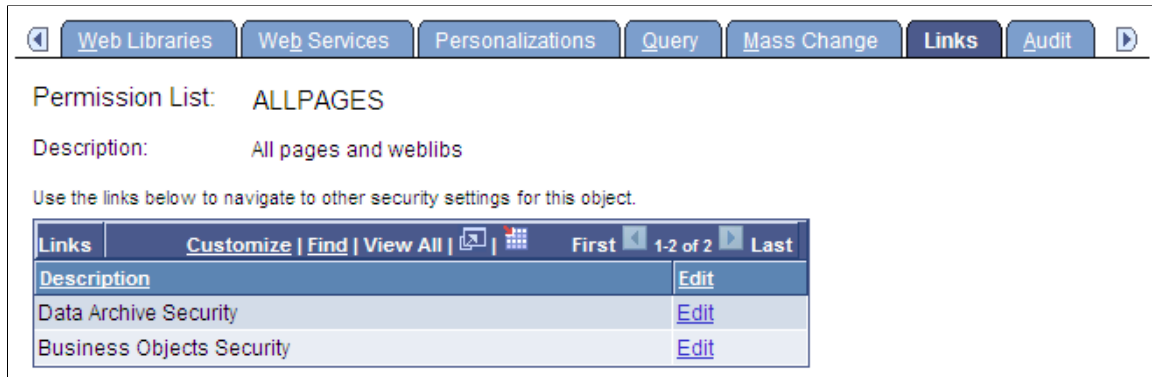 Web Libraries Web Services Personalizations Query Mass Change Links Audit
Permission List: ALLPAGES
Description: All pages and weblibs
Use the links below to navigate to other security settings for this object.
Links Customize | Find | View All | | First 1-2 of 2 Last
Description Edit
Data Archive Security Edit
Business Objects Security Edit